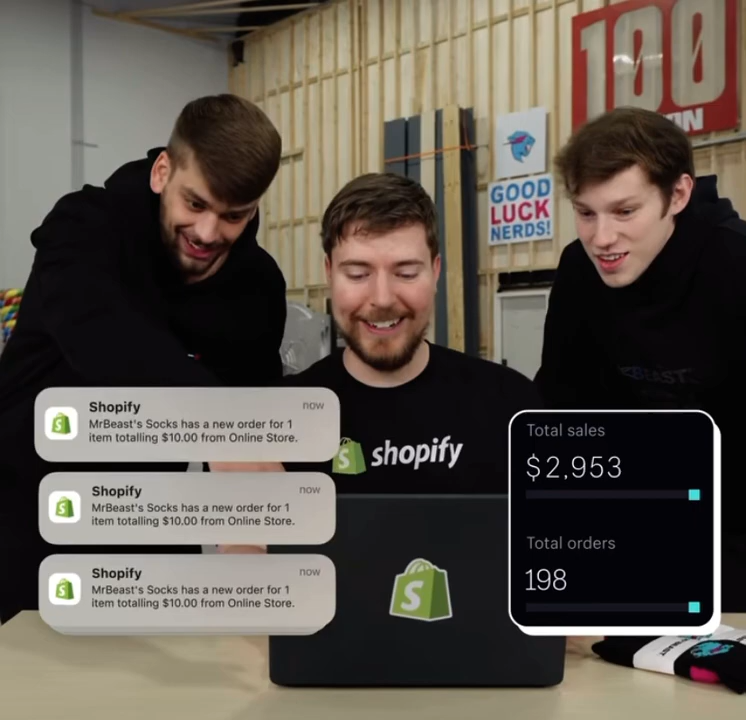 100
GOOD
LUCK
NERDS!
Shopify now
MrBeast's Socks has a new order for 1
item totalling $10.00 from Online Store.
shopify
Shopify now
MrBeast's Socks has a new order for 1
item totalling $10.00 from Online Store.
Shopify now
MrBeast's Socks has a new order for 1
item totalling $10.00 from Online Store.
Total sales
$2,953
Total orders
198
S